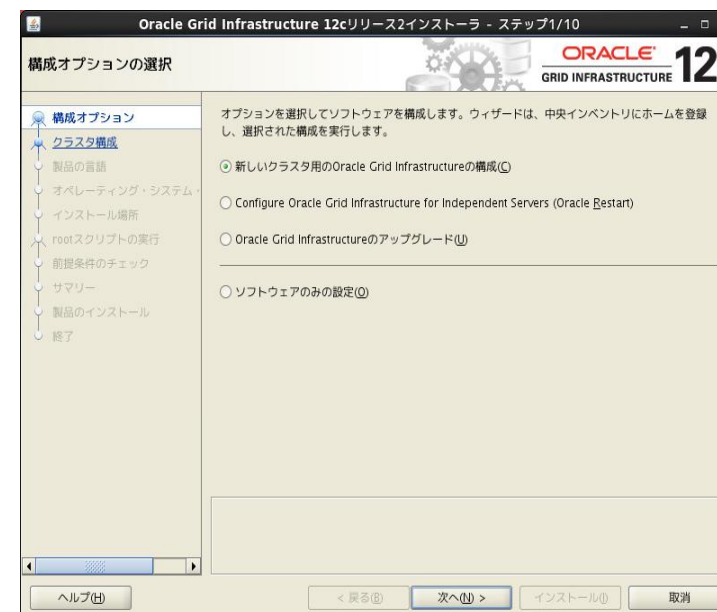 Oracle Grid Infrastructure 12cリリース2インストーラ - ステップ1/10
構成オプションの選択
ORACLE
GRID INFRASTRUCTURE
12
構成オプション
クラスタ構成
製品の言語
オペレーティング・システム・
インストール場所
rootスクリプトの実行
前提条件のチェック
サマリー
製品のインストール
終了
オプションを選択してソフトウェアを構成します。ウィザードは、中央インベントリにホームを登録
し、選択された構成を実行します。
新しいクラスタ用のOracle Grid Infrastructureの構成(C)
Configure Oracle Grid Infrastructure for Independent Servers (Oracle Restart)
Oracle Grid Infrastructureのアップグレード(U)
ソフトウェアのみの設定(O)
ヘルプ(H)
< 戻る(B)
次へ(N) >
インストール(I)
取消